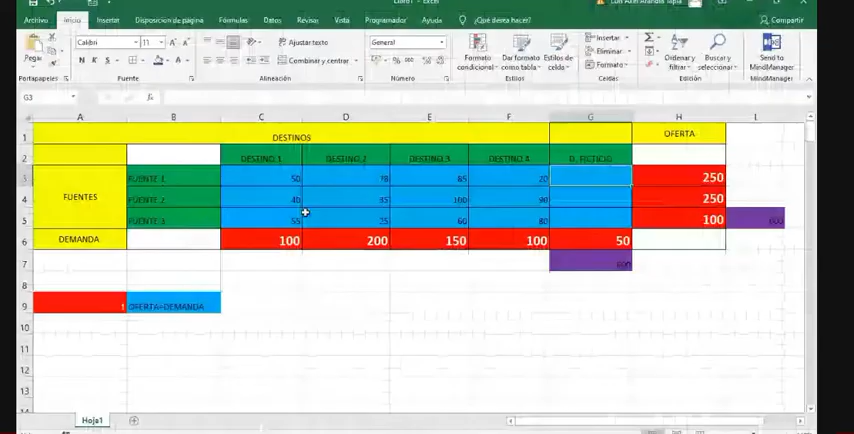 Libro1 - Excel
Archivo Inicio Insertar Disposición de página Fórmulas Datos Revisar Vista Programador Ayuda ¿Qué desea hacer? Compartir
Pegar Calibri 11 Ajustar texto General Formato condicional Dar formato como tabla Estilos de celda Insertar Eliminar Formato Ordenar y filtrar Buscar y seleccionar Send to MindManager
N K S Combinar y centrar % 000
Portapapeles Fuente Alineación Número Estilos Celdas Edición MindManager
G3 fx
A B C D E F G H I
1 DESTINOS OFERTA
2 DESTINO 1 DESTINO 2 DESTINO 3 DESTINO 4 D. FICTICIO
3 FUENTE 1 50 85 20 250
4 FUENTES FUENTE 2 40 35 100 90 250
5 FUENTE 3 55 25 60 80 100 600
6 DEMANDA 100 200 150 100 50
7 600
8
9 1 OFERTA=DEMANDA
10
11
12
13
14
Hoja1